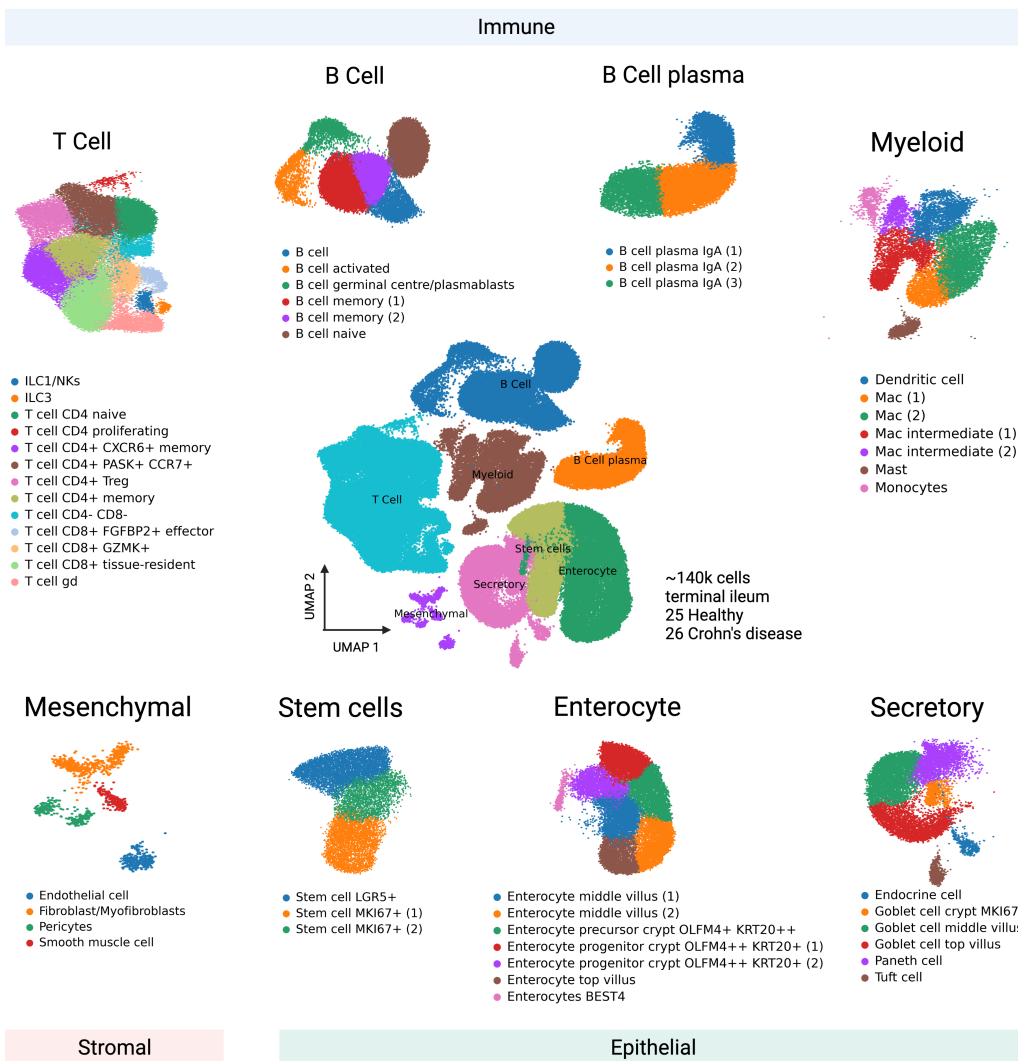 Immune
B Cell
B Cell plasma
T Cell
Myeloid
B cell
B cell activated
B cell germinal centre/plasmablasts
B cell memory (1)
B cell memory (2)
B cell naive
B cell plasma IgA (1)
B cell plasma IgA (2)
B cell plasma IgA (3)
ILC1/NKs
ILC3
T cell CD4 naive
T cell CD4 proliferating
T cell CD4+ CXCR6+ memory
T cell CD4+ PASK+ CCR7+
T cell CD4+ Treg
T cell CD4+ memory
T cell CD4- CD8-
T cell CD8+ FGFBP2+ effector
T cell CD8+ GZMK+
T cell CD8+ tissue-resident
T cell gd
Dendritic cell
Mac (1)
Mac (2)
Mac intermediate (1)
Mac intermediate (2)
Mast
Monocytes
B Cell
B Cell plasma
Myeloid
T Cell
Stem cells
Enterocyte
Secretory
Mesenchymal
UMAP 2
UMAP 1
~140k cells
terminal ileum
25 Healthy
26 Crohn's disease
Mesenchymal
Stem cells
Enterocyte
Secretory
Endothelial cell
Fibroblast/Myofibroblasts
Pericytes
Smooth muscle cell
Stem cell LGR5+
Stem cell MKI67+ (1)
Stem cell MKI67+ (2)
Enterocyte middle villus (1)
Enterocyte middle villus (2)
Enterocyte precursor crypt OLFM4+ KRT20++
Enterocyte progenitor crypt OLFM4++ KRT20+ (1)
Enterocyte progenitor crypt OLFM4++ KRT20+ (2)
Enterocyte top villus
Enterocytes BEST4
Endocrine cell
Goblet cell crypt MKI67
Goblet cell middle villus
Goblet cell top villus
Paneth cell
Tuft cell
Stromal
Epithelial